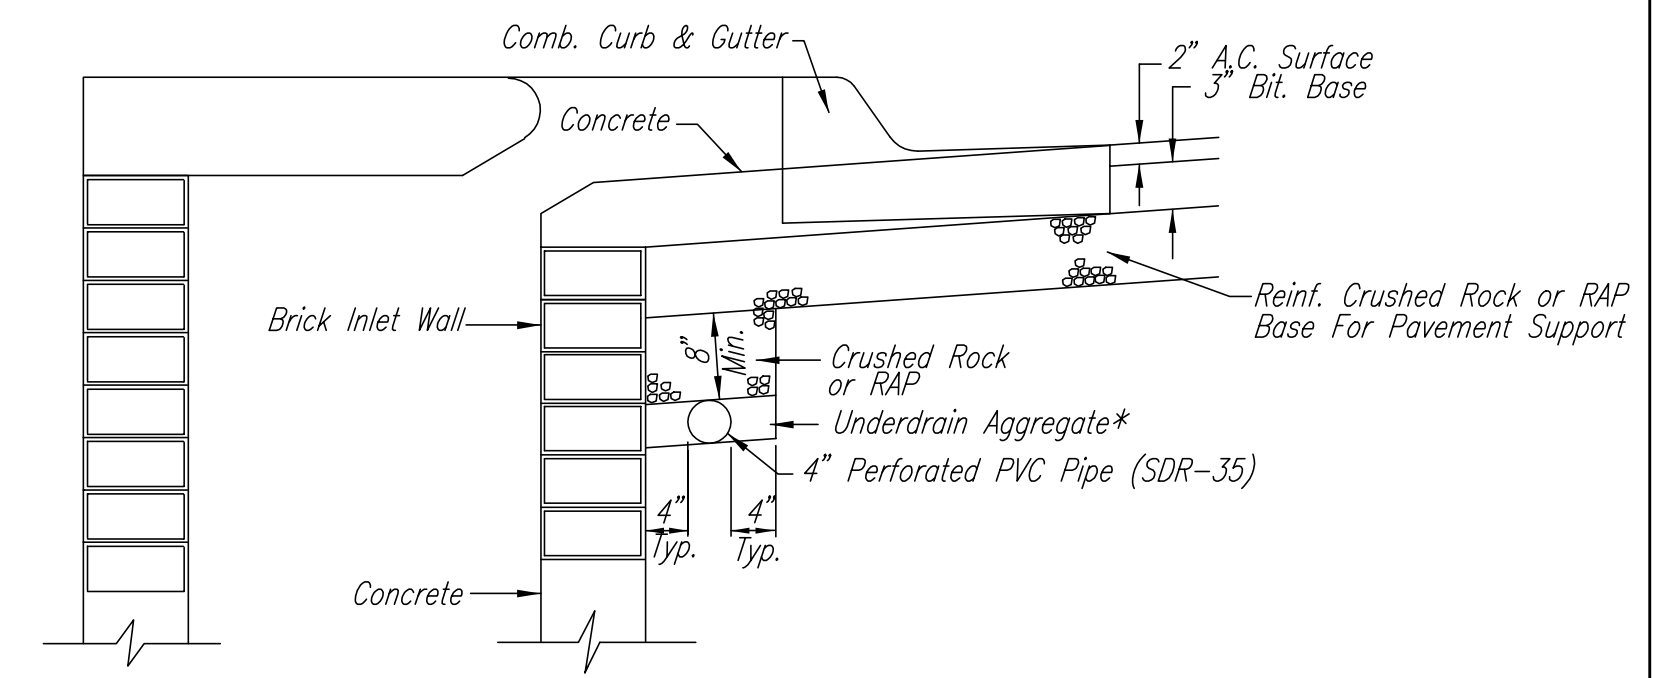 Comb. Curb & Gutter
2" A.C. Surface
3" Bit. Base
Concrete
Brick Inlet Wall
Reinf. Crushed Rock or RAP
Base For Pavement Support
8"
Min.
Crushed Rock
or RAP
Underdrain Aggregate*
4" Perforated PVC Pipe (SDR-35)
4"
Typ.
4"
Typ.
Concrete